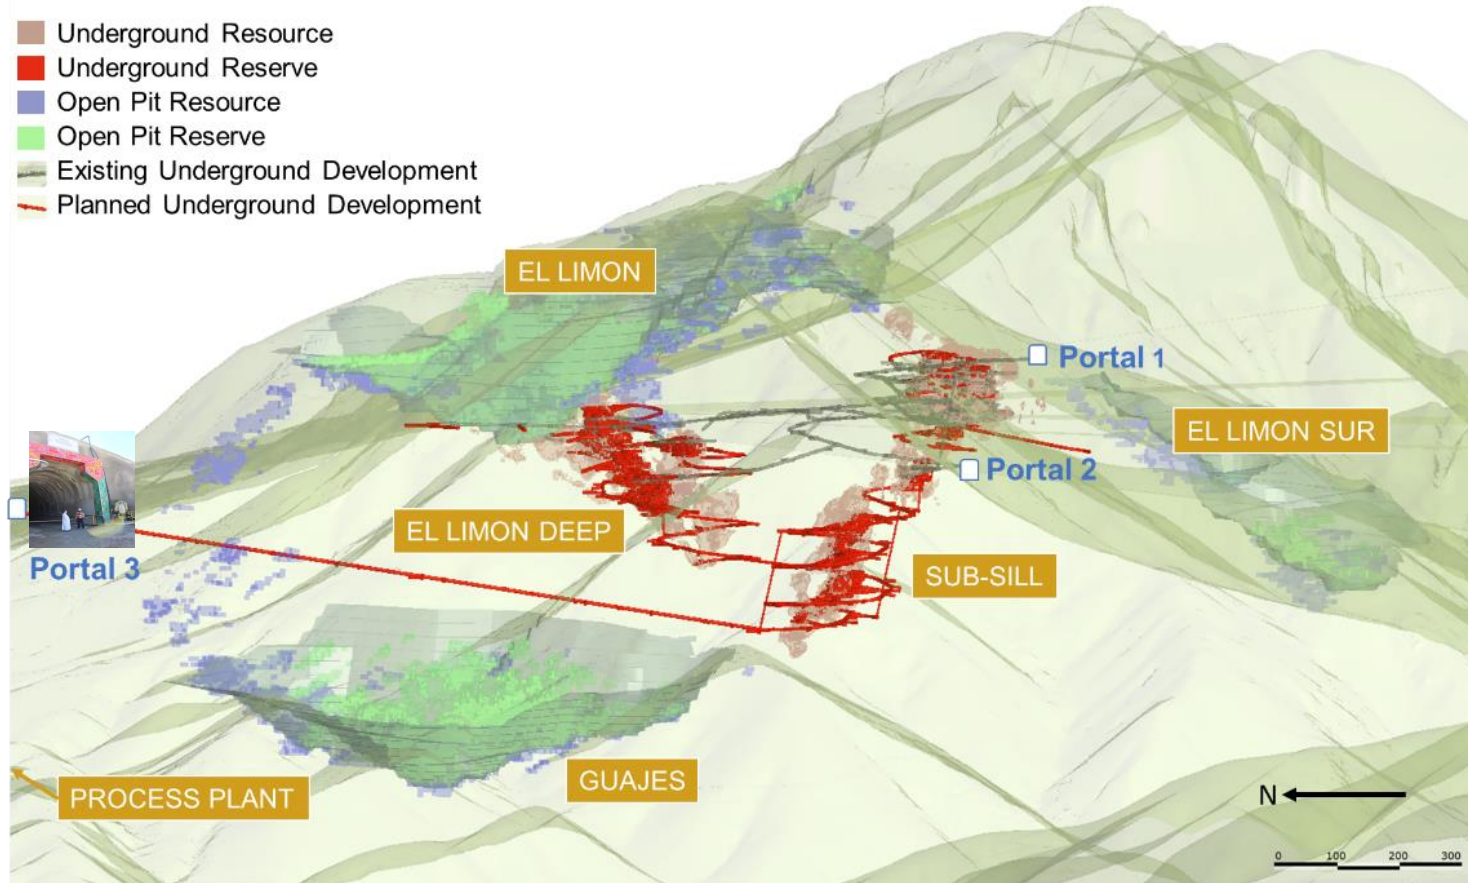 Underground Resource
Underground Reserve
Open Pit Resource
Open Pit Reserve
Existing Underground Development
Planned Underground Development
EL LIMON
Portal 1
EL LIMON SUR
Portal 2
EL LIMON DEEP
Portal 3
SUB-SILL
GUAJES
PROCESS PLANT
N
0 100 200 300